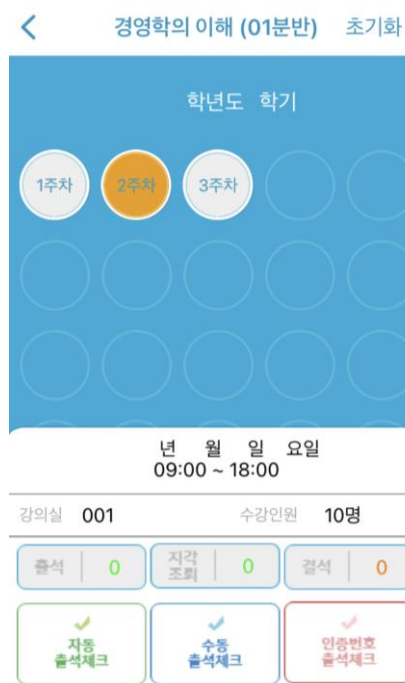 경영학의 이해 (01분반) 초기화
학년도 학기
1주차 2주차 3주차
년 월 일 요일
09:00 ~ 18:00
강의실 001 수강인원 10명
출석 0 지각 조퇴 0 결석 0
자동 출석체크
수동 출석체크
인증번호 출석체크